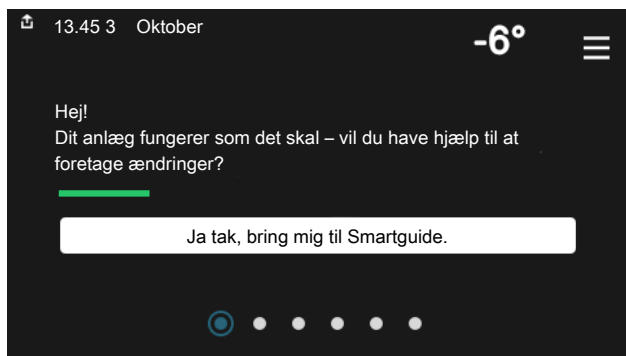 13.45 3 Oktober
-6°
Hej!
Dit anlæg fungerer som det skal – vil du have hjælp til at
foretage ændringer?
Ja tak, bring mig til Smartguide.